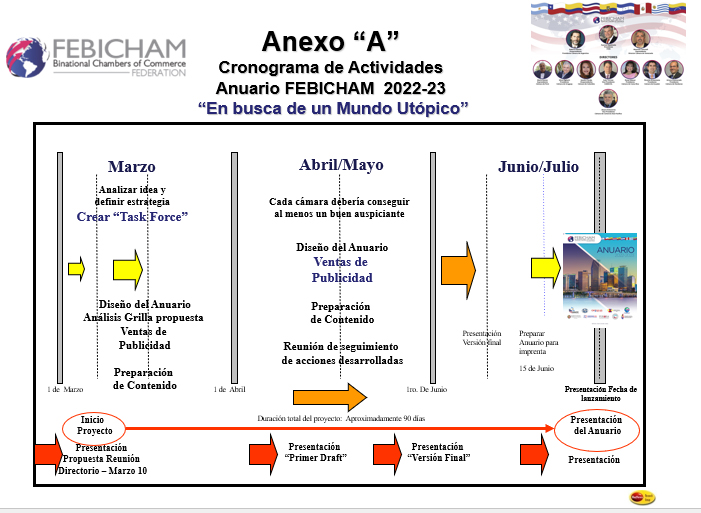 FEBICHAM
Binational Chambers of Commerce
FEDERATION
Anexo “A”
Cronograma de Actividades
Anuario FEBICHAM 2022-23
“En busca de un Mundo Utópico”
DIRECTORES
Marzo
Analizar idea y
definir estrategia
Crear “Task Force”
Diseño del Anuario
Análisis Grilla propuesta
Ventas de
Publicidad
Preparación
de Contenido
1 de Marzo
Abril/Mayo
Cada cámara debería conseguir
al menos un buen auspiciante
Diseño del Anuario
Ventas de
Publicidad
Preparación
de Contenido
Reunión de seguimiento
de acciones desarrolladas
1 de Abril
Junio/Julio
ANUARIO
Presentación
Versión final
Preparar
Anuario para
imprenta
15 de Junio
1ro. De Junio
Presentación Fecha de
lanzamiento
Duración total del proyecto: Aproximadamente 90 días
Inicio
Proyecto
Presentación
del Anuario
Presentación
Propuesta Reunión
Directorio – Marzo 10
Presentación
“Primer Draft”
Presentación
“Versión Final”
Presentación